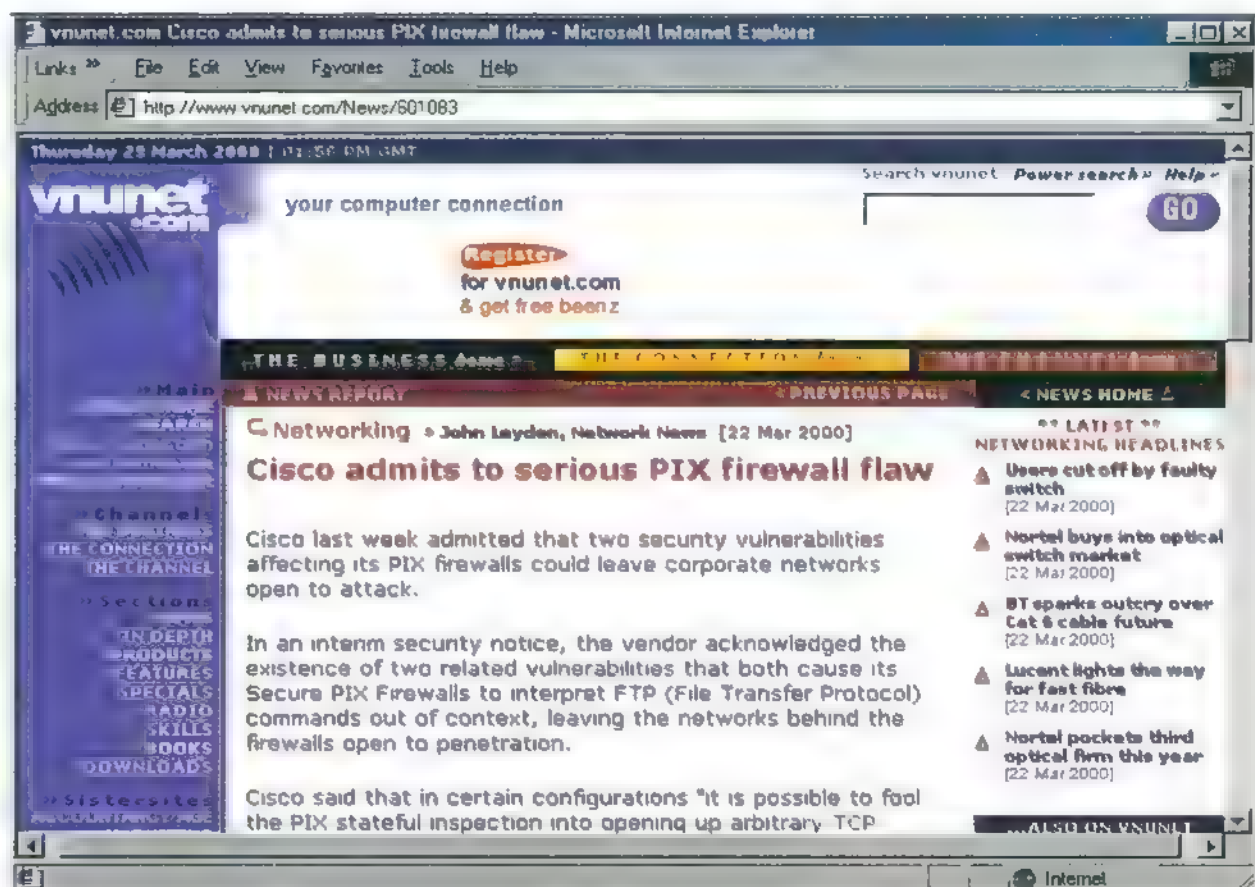 vnunet.com Cisco admits to serious PIX firewall flaw - Microsoft Internet Explorer
Links » File Edit View Favorites Tools Help
Address http //www vnunet com/News/601083
Thursday 23 March 2000 | 01:56 PM GMT
Search vnunet Power search » Help »
vnunet .com
your computer connection
GO
Register
for vnunet.com
& get free beenz
THE BUSINESS
THE CONNECTION
» Main
NEWS REPORT
< PREVIOUS PAGE
< NEWS HOME
Networking » John Leyden, Network News [22 Mar 2000]
Cisco admits to serious PIX firewall flaw
Cisco last week admitted that two security vulnerabilities
affecting its PIX firewalls could leave corporate networks
open to attack.
In an interim security notice, the vendor acknowledged the
existence of two related vulnerabilities that both cause its
Secure PIX Firewalls to interpret FTP (File Transfer Protocol)
commands out of context, leaving the networks behind the
firewalls open to penetration.
Cisco said that in certain configurations "it is possible to fool
the PIX stateful inspection into opening up arbitrary TCP
» Channels
THE CONNECTION
THE CHANNEL
» Sections
IN DEPTH
PRODUCTS
FEATURES
SPECIALS
RADIO
SKILLS
BOOKS
DOWNLOADS
» Sistersites
LATEST
NETWORKING HEADLINES
Users cut off by faulty
switch
[22 Mar 2000]
Nortel buys into optical
switch market
[22 Mar 2000]
BT sparks outcry over
Cat 6 cable future
[22 Mar 2000]
Lucent lights the way
for fast fibre
[22 Mar 2000]
Nortel pockets third
optical firm this year
[22 Mar 2000]
...ALSO ON VNUNET
Internet